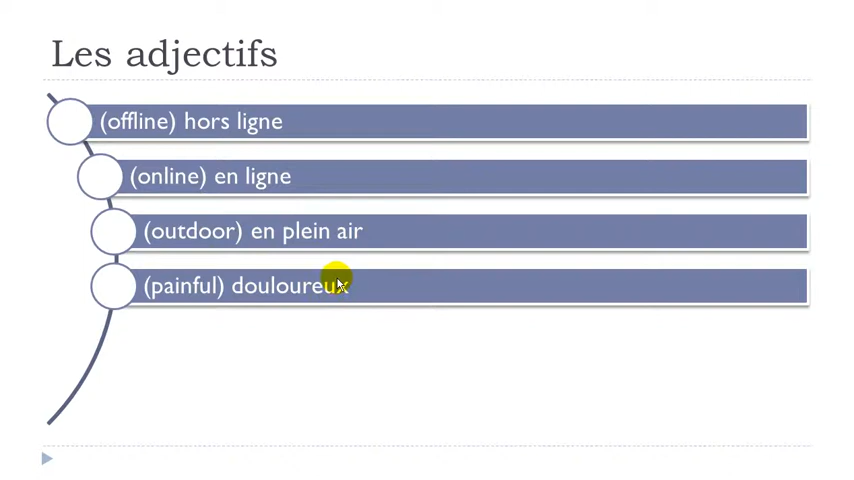 Les adjectifs
(offline) hors ligne
(online) en ligne
(outdoor) en plein air
(painful) douloureux